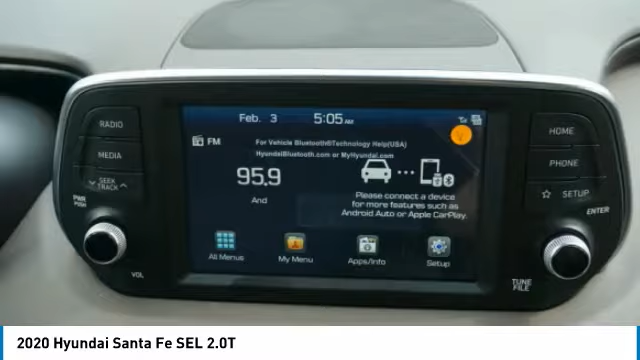 Feb. 3 5:05 AM
RADIO
MEDIA
SEEK
TRACK
PWR
PUSH
VOL
FM
For Vehicle Bluetooth®/Technology Help(USA)
HyundaiBluetooth.com or MyHyundai.com
95.9
And
Please connect a device
for more features such as
Android Auto or Apple CarPlay.
All Menus
My Menu
Apps/Info
Setup
HOME
PHONE
SETUP
ENTER
TUNE
FILE
2020 Hyundai Santa Fe SEL 2.0T